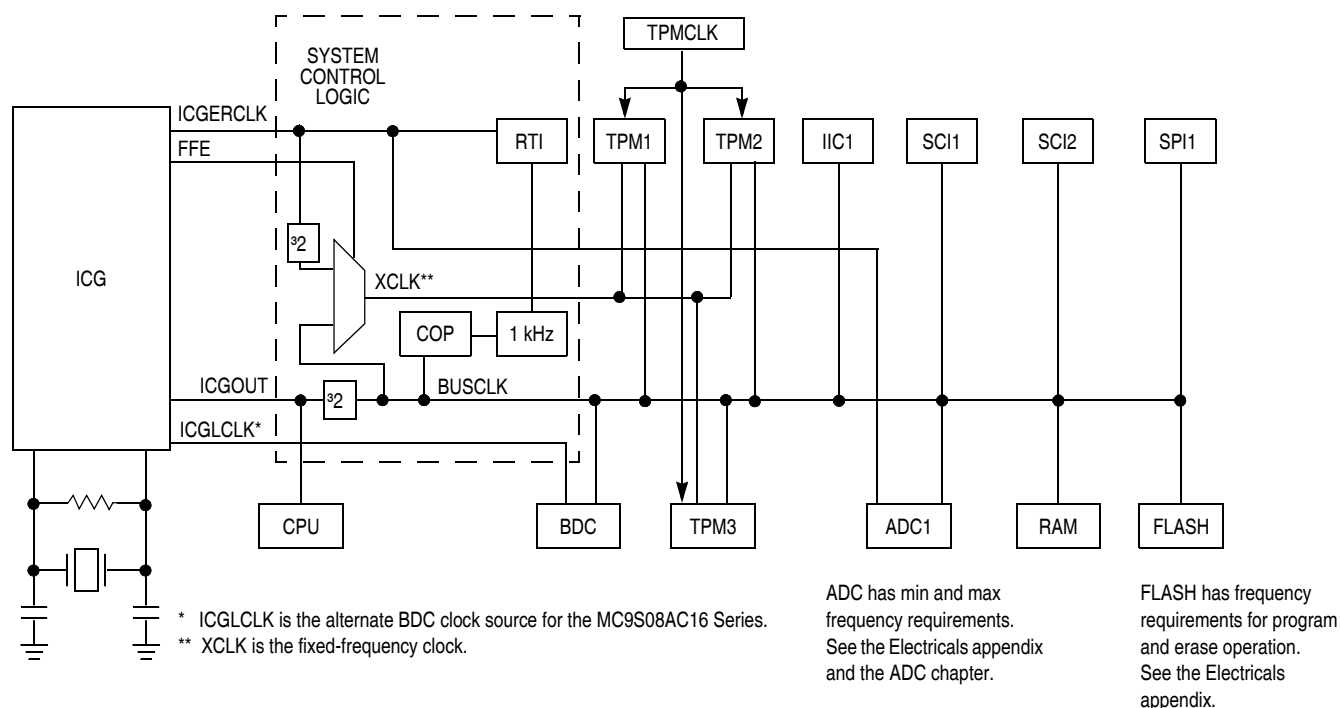 TPMCLK
SYSTEM
CONTROL
LOGIC
ICGERCLK
FFE
RTI
TPM1
TPM2
IIC1
SCI1
SCI2
SPI1
³2
ICG
XCLK**
COP
1 kHz
ICGOUT
³2
BUSCLK
ICGLCLK*
CPU
BDC
TPM3
ADC1
RAM
FLASH
* ICGLCLK is the alternate BDC clock source for the MC9S08AC16 Series.
** XCLK is the fixed-frequency clock.
ADC has min and max
frequency requirements.
See the Electricals appendix
and the ADC chapter.
FLASH has frequency
requirements for program
and erase operation.
See the Electricals
appendix.